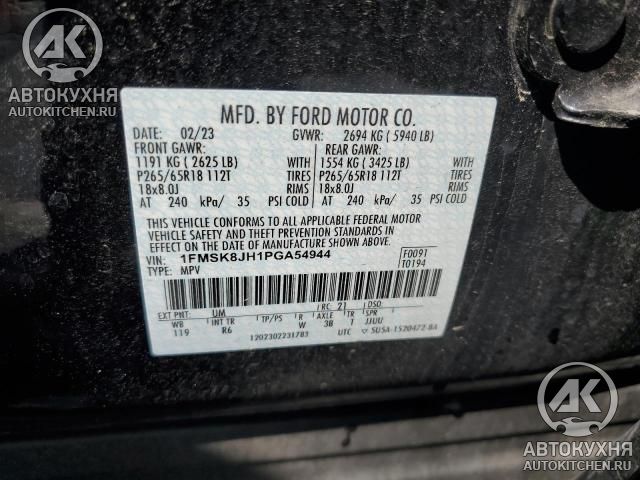 АК
АВТОКУХНЯ
AUTOKITCHEN.RU
MFD. BY FORD MOTOR CO.
DATE: 02/23 GVWR: 2694 KG ( 5940 LB)
FRONT GAWR: REAR GAWR:
1191 KG ( 2625 LB) WITH 1554 KG ( 3425 LB) WITH
P265/65R18 112T TIRES P265/65R18 112T TIRES
18x8.0J RIMS 18x8.0J RIMS
AT 240 kPa/ 35 PSI COLD AT 240 kPa/ 35 PSI COLD
THIS VEHICLE CONFORMS TO ALL APPLICABLE FEDERAL MOTOR
VEHICLE SAFETY AND THEFT PREVENTION STANDARDS IN EFFECT ON THE
DATE OF MANUFACTURE SHOWN ABOVE.
VIN: 1FMSK8JH1PGA54944 F0091
TYPE: MPV T0194
EXT PNT: UM RC: 21 DSO:
WB INT TR TP/PS R AXLE TR SPR
119 R6 W 3B T JJUU
1202302231783 UTC 5U5A-1520472-BA
АК
АВТОКУХНЯ
AUTOKITCHEN.RU